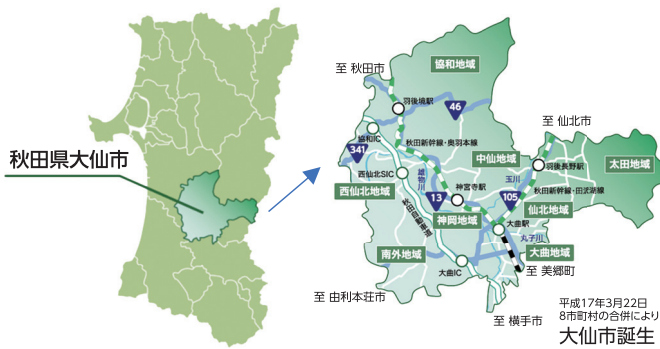 秋田県大仙市
至 秋田市
協和地域
羽後境駅
46
至 仙北市
協和IC
341
秋田新幹線・奥羽本線
中仙地域
羽後長野駅
太田地域
西仙北SIC
雄物川
玉川
西仙北地域
神宮寺駅
秋田新幹線・田沢湖線
13
105
仙北地域
秋田自動車道
神岡地域
大曲駅
丸子川
南外地域
大曲地域
大曲IC
至 美郷町
至 由利本荘市
至 横手市
平成17年3月22日
8市町村の合併により
大仙市誕生